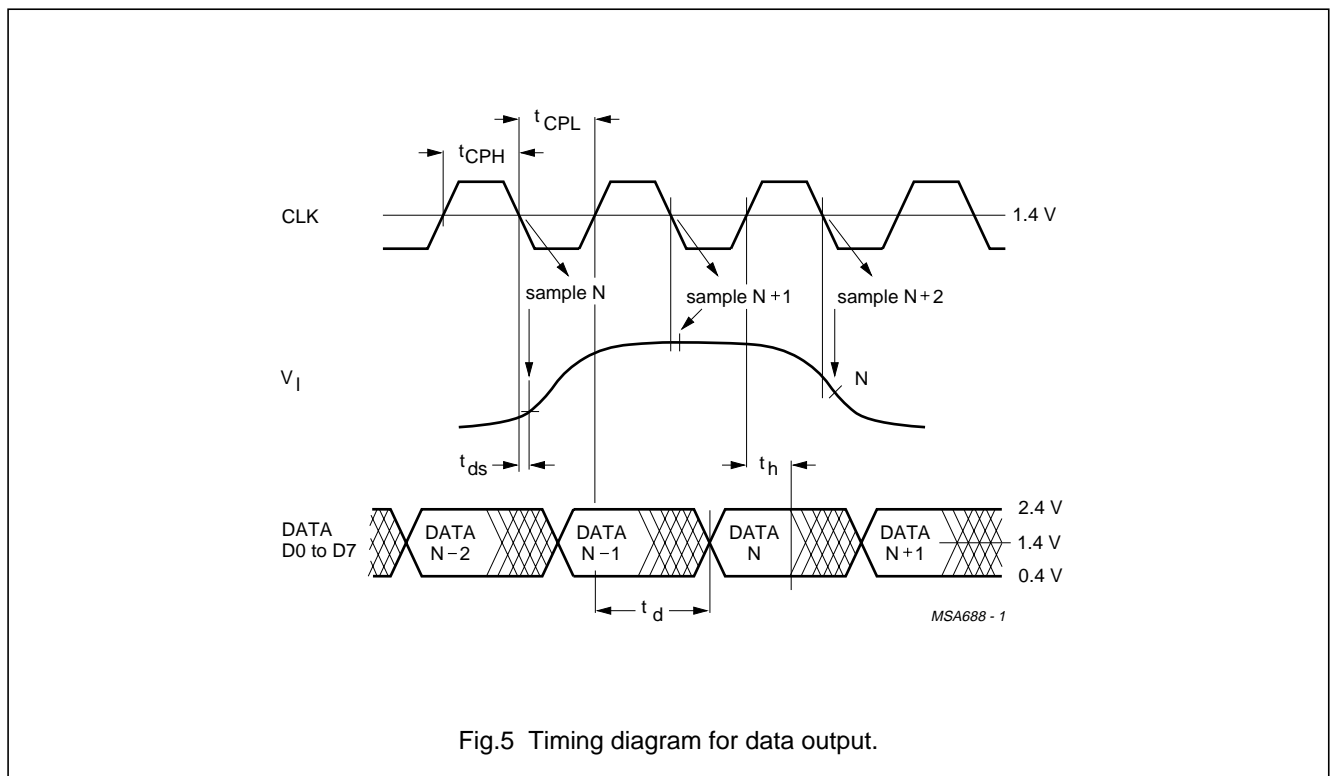 t CPL
t CPH
CLK
1.4 V
sample N
sample N+1
sample N+2
V I
N
t ds
t h
DATA
D0 to D7
DATA
N−2
DATA
N−1
DATA
N
DATA
N+1
2.4 V
1.4 V
0.4 V
t d
MSA688 - 1
Fig.5 Timing diagram for data output.